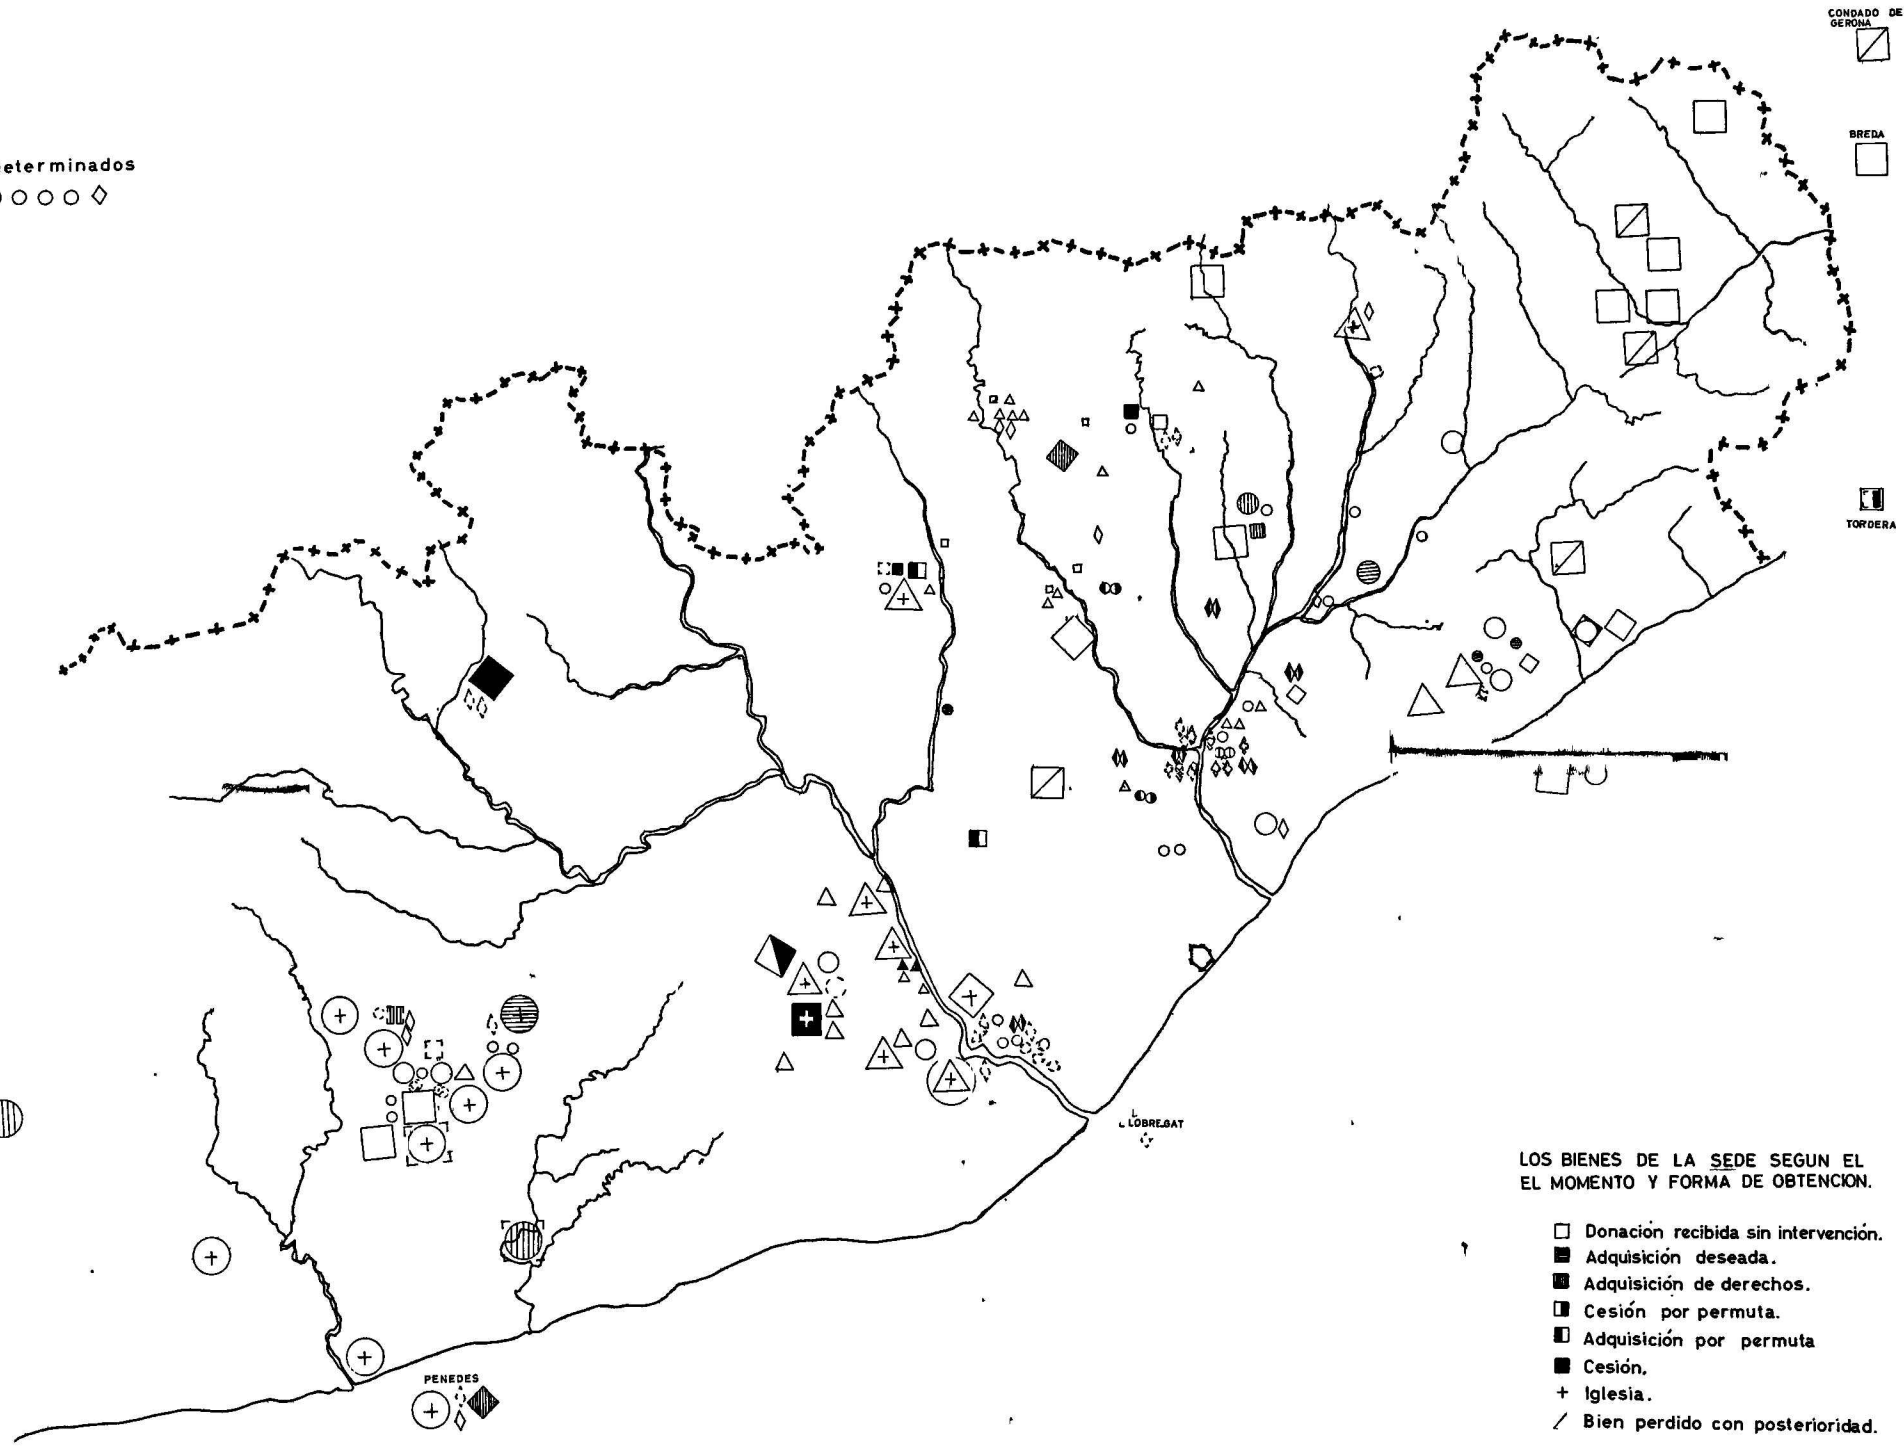 CONDADO DE
GERONA
BREDA
eterminados
TORDERA
L
LLOBREGAT
PENEDES
LOS BIENES DE LA SEDE SEGUN EL
EL MOMENTO Y FORMA DE OBTENCION.
Donación recibida sin intervención.
Adquisición deseada.
Adquisición de derechos.
Cesión por permuta.
Adquisición por permuta
Cesión.
Iglesia.
Bien perdido con posterioridad.